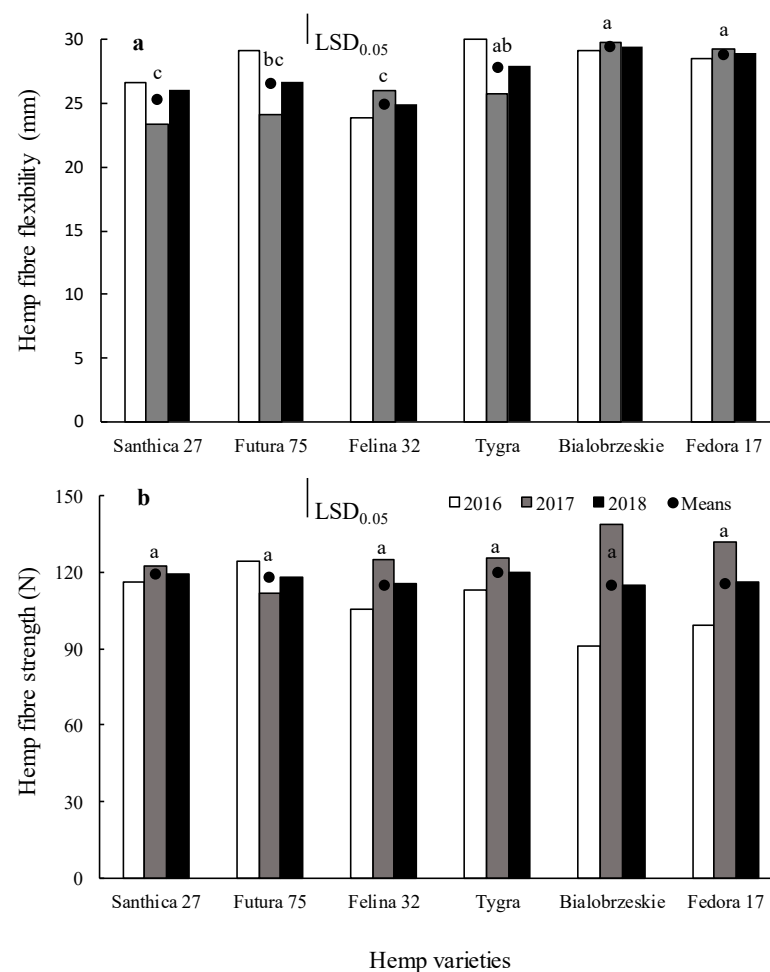 a
LSD0.05
Hemp fibre flexibility (mm)
30
25
20
15
10
5
0
c
bc
c
ab
a
a
Santhica 27 Futura 75 Felina 32 Tygra Bialobrzeskie Fedora 17
b
LSD0.05
2016 2017 2018 Means
Hemp fibre strength (N)
150
120
90
60
30
0
a
a
a
a
a
a
Santhica 27 Futura 75 Felina 32 Tygra Bialobrzeskie Fedora 17
Hemp varieties